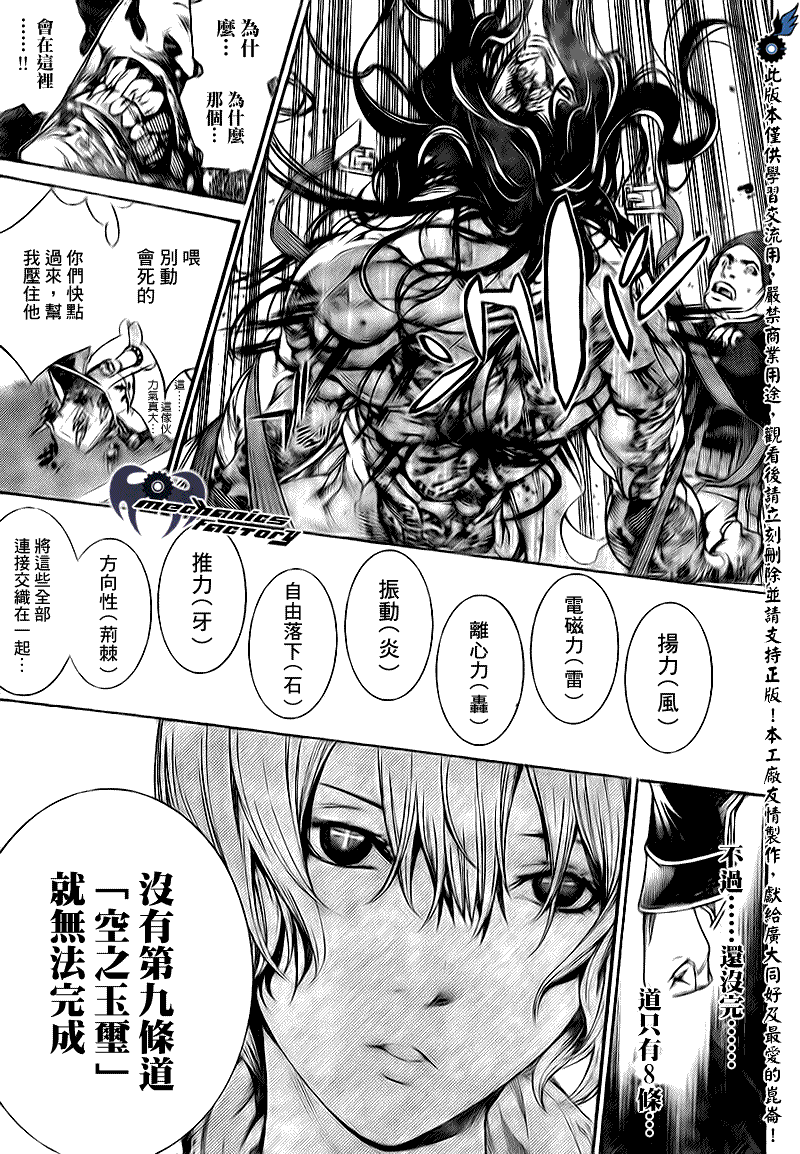 為什
麼…
為什麼
那個…
會在這裡
……!!
喂
別動
會死的
你們快點
過來，幫
我壓住他
這……
這傢伙
力氣真大…
mechanics
Factory
揚力（風）
電磁力（雷）
離心力（轟）
振動（炎）
自由落下（石）
推力（牙）
方向性（荊棘）
將這些全部
連接交織在一起…
不過……還沒完……
道只有8條…
沒有第九條道
「空之玉璽」
就無法完成
此版本僅供學習交流用，嚴禁商業用途，觀看後請立刻刪除並請支持正版！本工廠友情製作，獻給廣大同好及最愛的崑崙！